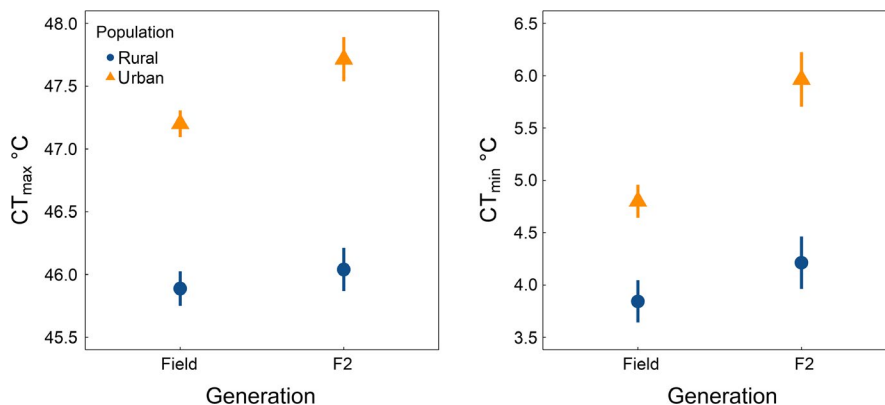 48.0
47.5
47.0
46.5
46.0
45.5
CTmax °C
Population
Rural
Urban
Field F2
Generation
6.5
6.0
5.5
5.0
4.5
4.0
3.5
CTmin °C
Field F2
Generation